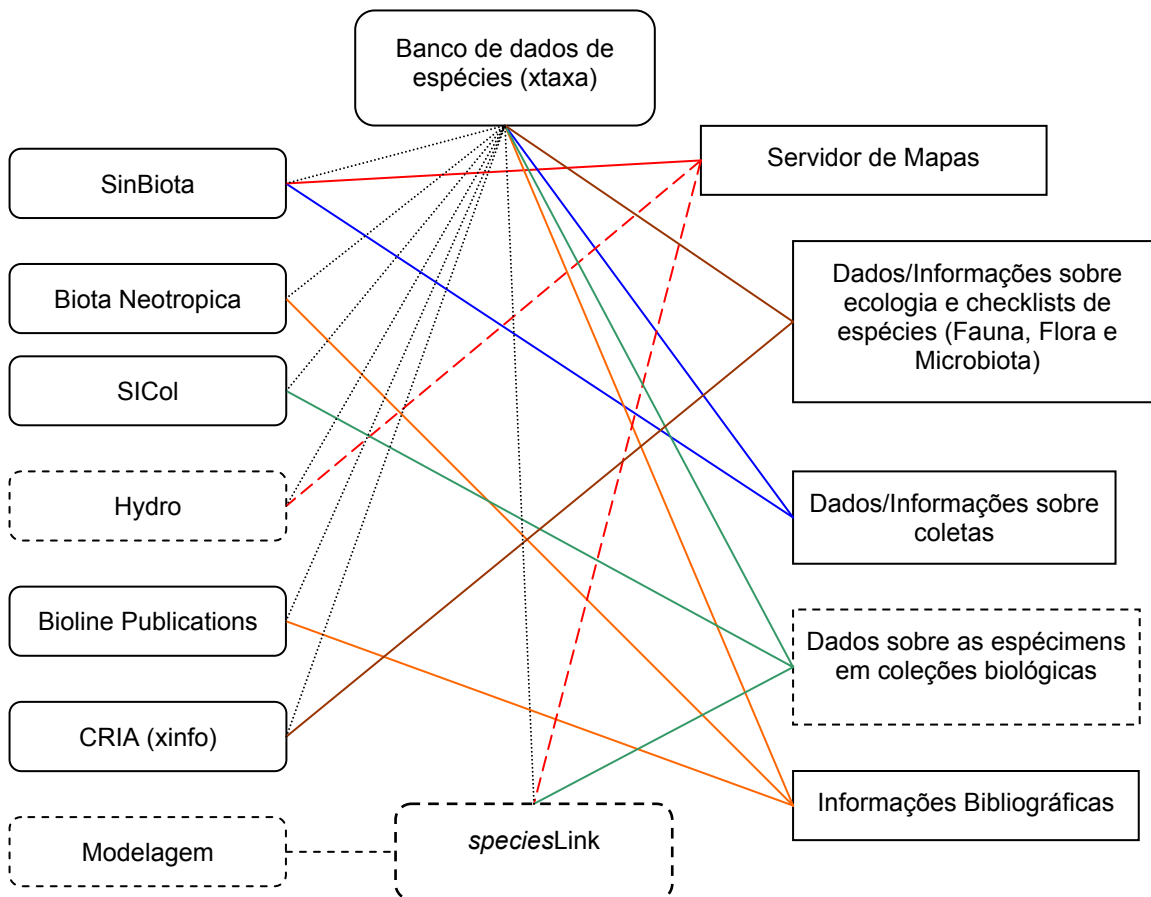 Banco de dados de
espécies (xtaxa)
Servidor de Mapas
SinBiota
Dados/Informações sobre
ecologia e checklists de
espécies (Fauna, Flora e
Microbiota)
Biota Neotropica
SICol
Hydro
Dados/Informações sobre
coletas
Bioline Publications
Dados sobre as espécimens
em coleções biológicas
CRIA (xinfo)
Informações Bibliográficas
Modelagem
speciesLink